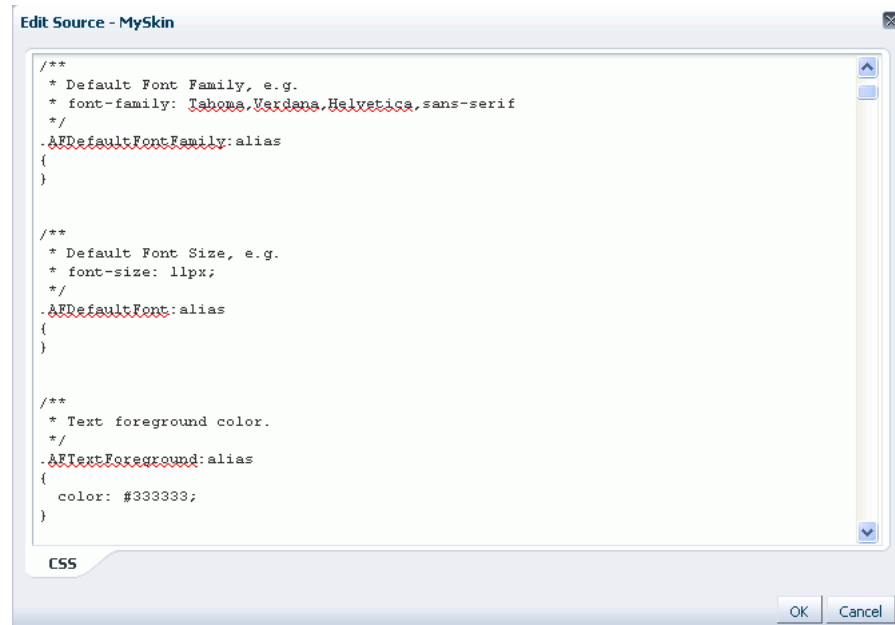 Edit Source - MySkin
/**
 * Default Font Family, e.g.
 * font-family: Tahoma,Verdana,Helvetica,sans-serif
 */
.AFDefaultFontFamily:alias
{
}
/**
 * Default Font Size, e.g.
 * font-size: 11px;
 */
.AFDefaultFont:alias
{
}
/**
 * Text foreground color.
 */
.AFTextForeground:alias
{
  color: #333333;
}
CSS
OK Cancel